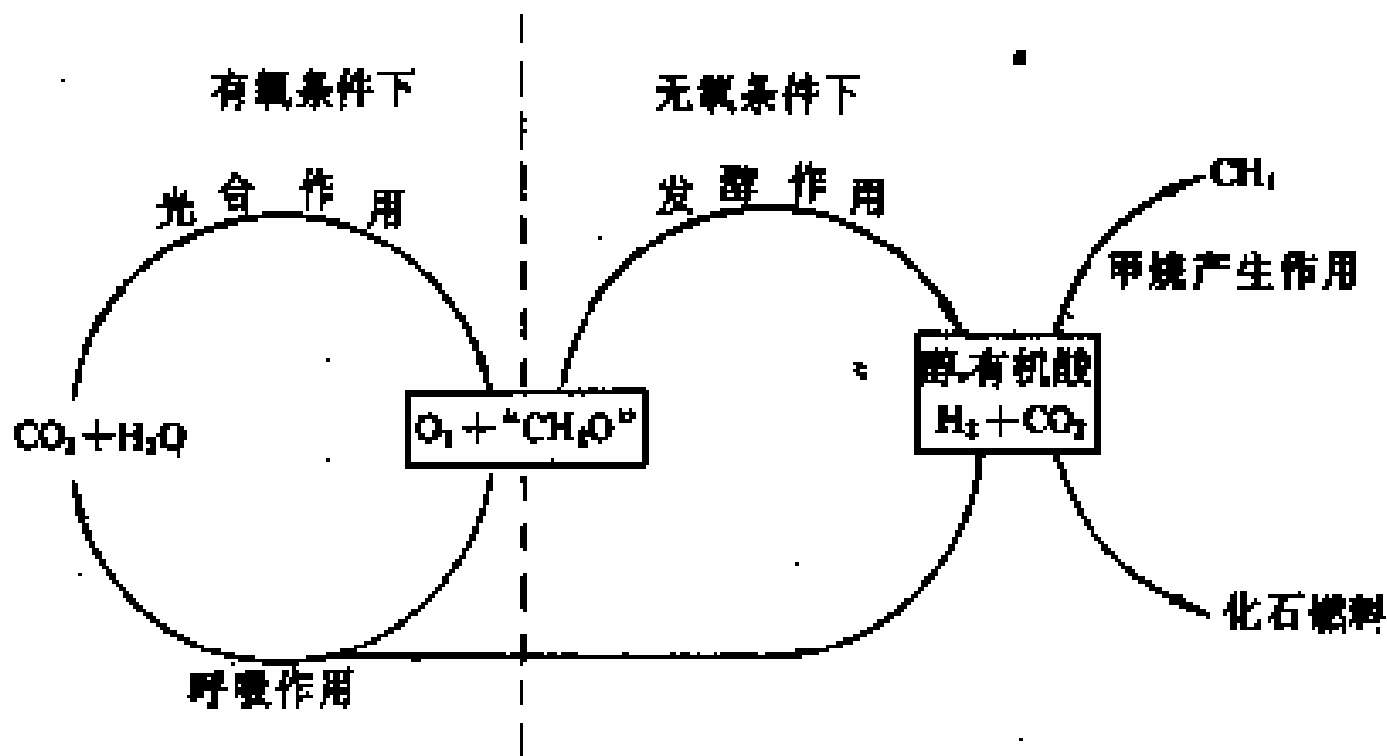 有氧条件下
无氧条件下
光合作用
发酵作用
CH₄
甲烷产生作用
醇、有机酸
H₂+CO₂
CO₂+H₂O
O₂+“CH₂O”
化石燃料
呼吸作用